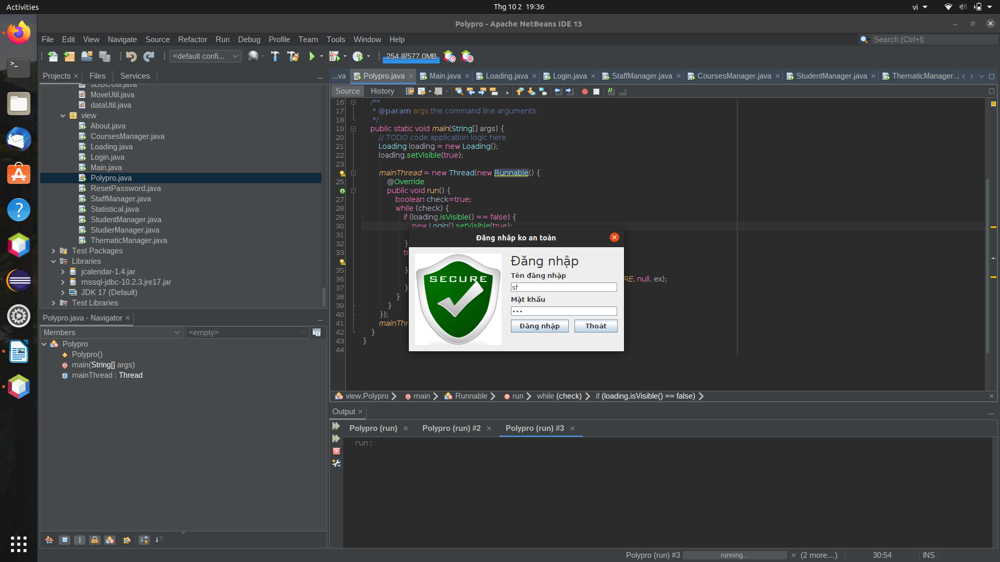 Activities
Thg 10 2 19:36
vi
Polypro - Apache NetBeans IDE 13
File Edit View Navigate Source Refactor Run Debug Profile Team Tools Window Help
Search (Ctrl+I)
<default confi...
254.8/577.0MB
Projects Files Services
JDBCUtil.java
MoveUtil.java
dataUtil.java
view
About.java
CoursesManager.java
Loading.java
Login.java
Main.java
Polypro.java
ResetPassword.java
StaffManager.java
Statistical.java
StudentManager.java
StudierManager.java
ThematicManager.java
Test Packages
Libraries
jcalendar-1.4.jar
mssql-jdbc-10.2.3.jre17.jar
JDK 17 (Default)
Test Libraries
Polypro.java - Navigator
Members
<empty>
Polypro
Polypro()
main(String[] args)
mainThread : Thread
...va Polypro.java Main.java Loading.java Login.java StaffManager.java CoursesManager.java StudentManager.java ThematicManager...
Source History
16 /**
17 * @param args the command line arguments
18 */
19 public static void main(String[] args) {
20 // TODO code application logic here
21 Loading loading = new Loading();
22 loading.setVisible(true);
23
mainThread = new Thread(new Runnable() {
25 @Override
public void run() {
27 boolean check=true;
28 while (check) {
29 if (loading.isVisible() == false) {
30 new Login().setVisible(true);
31
32 }
33 tr
35 }
36 RE, null, ex);
37 }
38 }
39 }
40 });
41 mainThr
42 }
43 }
44
Đăng nhập ko an toàn
SECURE
Đăng nhập
Tên đăng nhập
sf
Mật khẩu
•••
Đăng nhập Thoát
view.Polypro main Runnable run while (check) if (loading.isVisible() == false)
Output
Polypro (run) Polypro (run) #2 Polypro (run) #3
run:
Polypro (run) #3 running... (2 more...) 30:54 INS